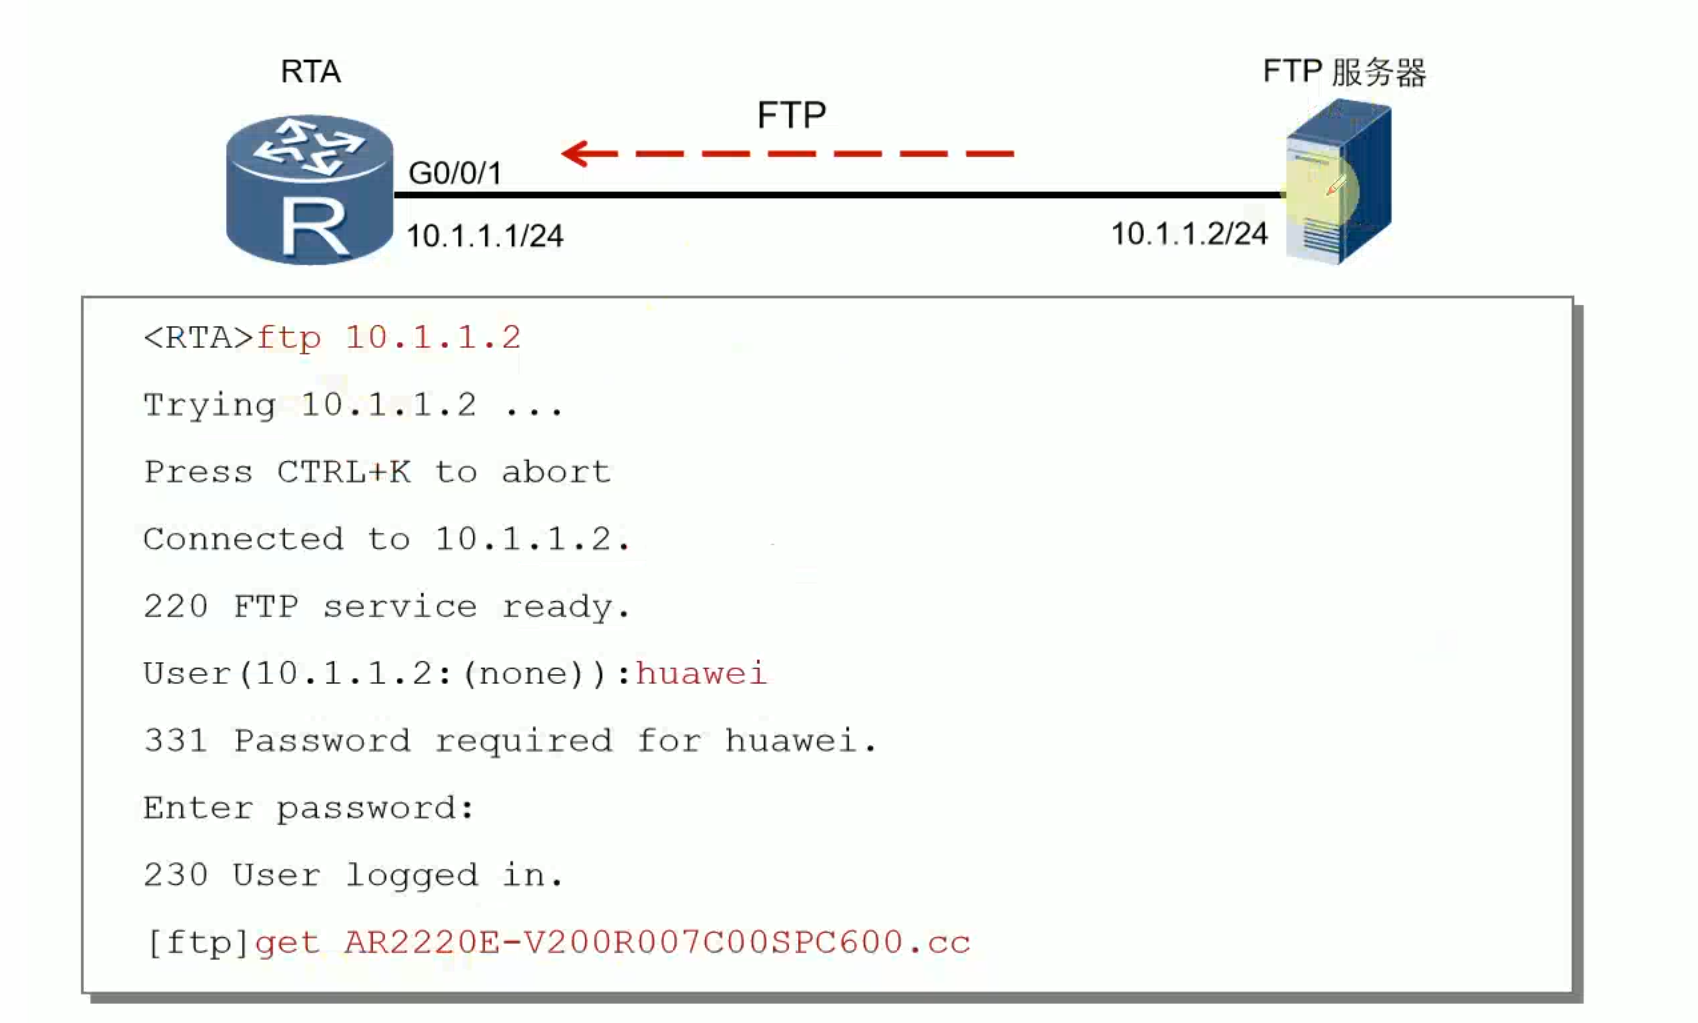 RTA
FTP 服务器
FTP
G0/0/1
R
10.1.1.1/24
10.1.1.2/24
<RTA>ftp 10.1.1.2
Trying 10.1.1.2 ...
Press CTRL+K to abort
Connected to 10.1.1.2.
220 FTP service ready.
User(10.1.1.2:(none)):huawei
331 Password required for huawei.
Enter password:
230 User logged in.
[ftp]get AR2220E-V200R007C00SPC600.cc